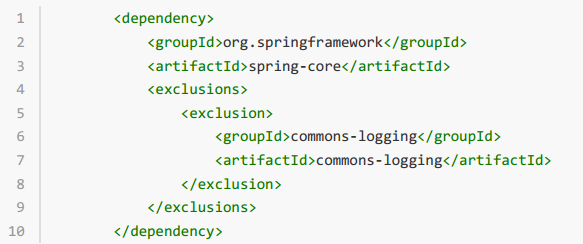 1 <dependency>
2 <groupId>org.springframework</groupId>
3 <artifactId>spring-core</artifactId>
4 <exclusions>
5 <exclusion>
6 <groupId>commons-logging</groupId>
7 <artifactId>commons-logging</artifactId>
8 </exclusion>
9 </exclusions>
10 </dependency>